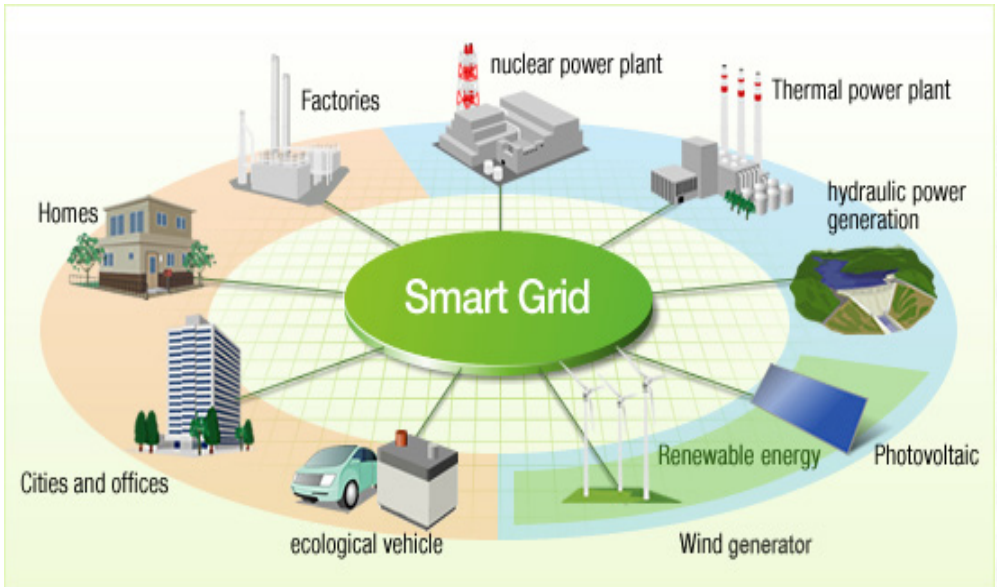 nuclear power plant
Factories
Thermal power plant
Homes
hydraulic power
generation
Smart Grid
Renewable energy
Photovoltaic
Cities and offices
ecological vehicle
Wind generator